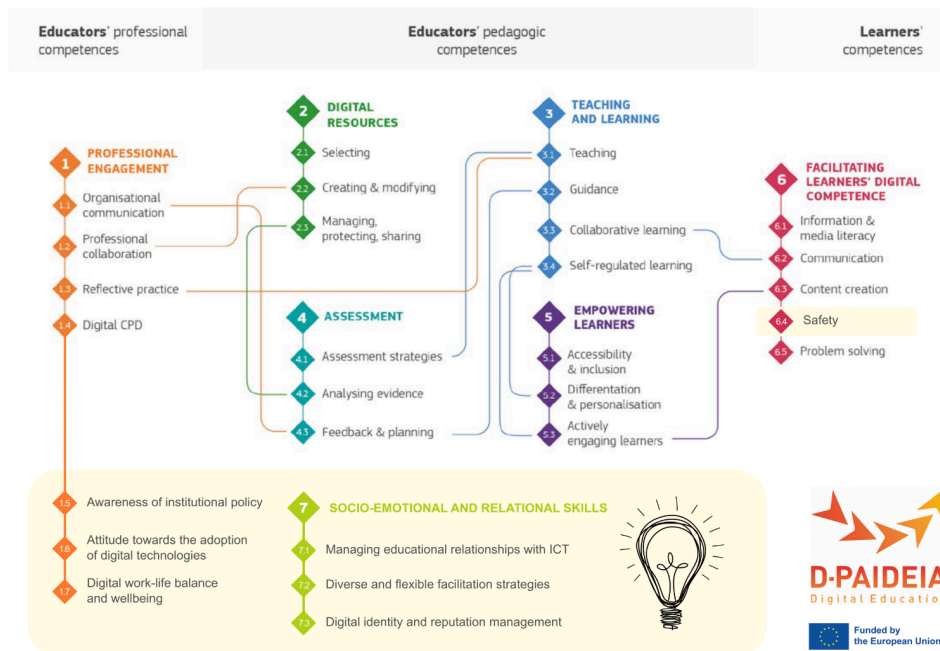 Educators' professional
competences
Educators' pedagogic
competences
Learners'
competences
1
PROFESSIONAL
ENGAGEMENT
1.1
Organisational
communication
1.2
Professional
collaboration
1.3
Reflective practice
1.4
Digital CPD
2
DIGITAL
RESOURCES
2.1
Selecting
2.2
Creating & modifying
2.3
Managing,
protecting, sharing
3
TEACHING
AND LEARNING
3.1
Teaching
3.2
Guidance
3.3
Collaborative learning
3.4
Self-regulated learning
4
ASSESSMENT
4.1
Assessment strategies
4.2
Analysing evidence
4.3
Feedback & planning
5
EMPOWERING
LEARNERS
5.1
Accessibility
& inclusion
5.2
Differentation
& personalisation
5.3
Actively
engaging learners
6
FACILITATING
LEARNERS' DIGITAL
COMPETENCE
6.1
Information &
media literacy
6.2
Communication
6.3
Content creation
6.4
Safety
6.5
Problem solving
1.5
Awareness of institutional policy
1.6
Attitude towards the adoption
of digital technologies
1.7
Digital work-life balance
and wellbeing
7
SOCIO-EMOTIONAL AND RELATIONAL SKILLS
7.1
Managing educational relationships with ICT
7.2
Diverse and flexible facilitation strategies
7.3
Digital identity and reputation management
D-PAIDEIA
Digital Education
Funded by
the European Union